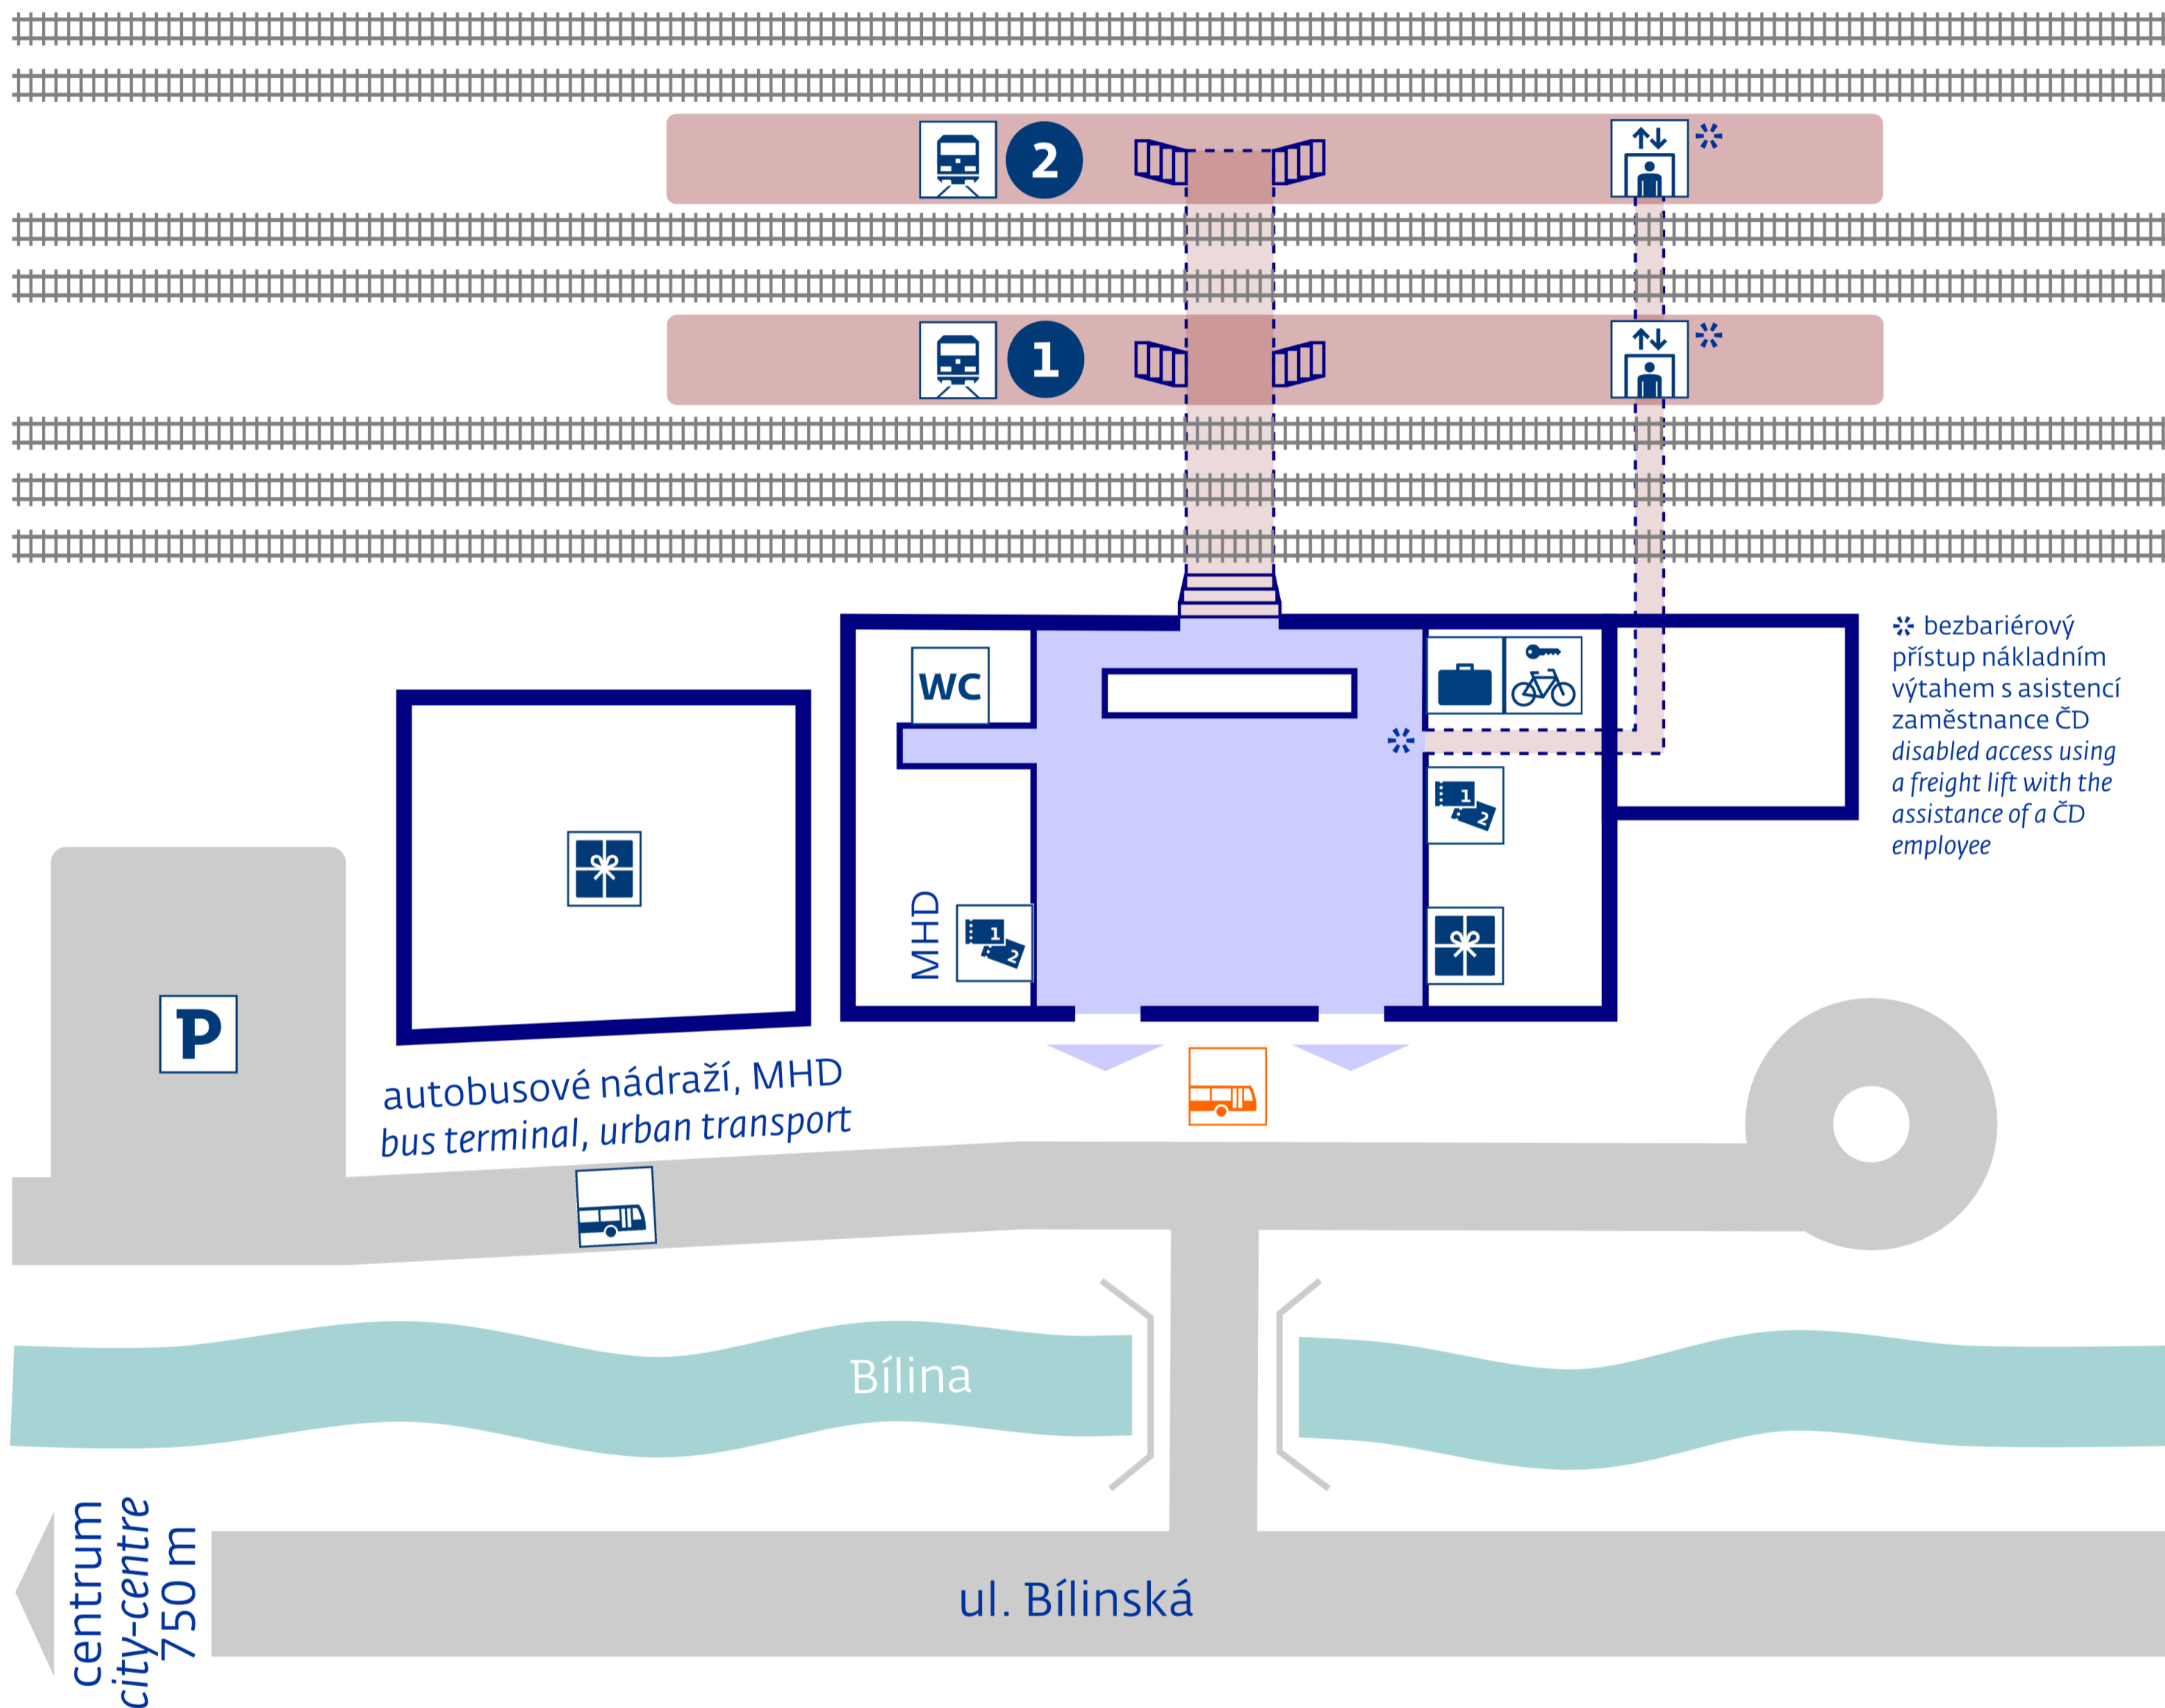 2
1
✲ bezbariérový
přístup nákladním
výtahem s asistencí
zaměstnance ČD
disabled access using
a freight lift with the
assistance of a ČD
employee
WC
1
2
MHD
1
2
P
autobusové nádraží, MHD
bus terminal, urban transport
Bílina
centrum
city-centre
750 m
ul. Bílinská